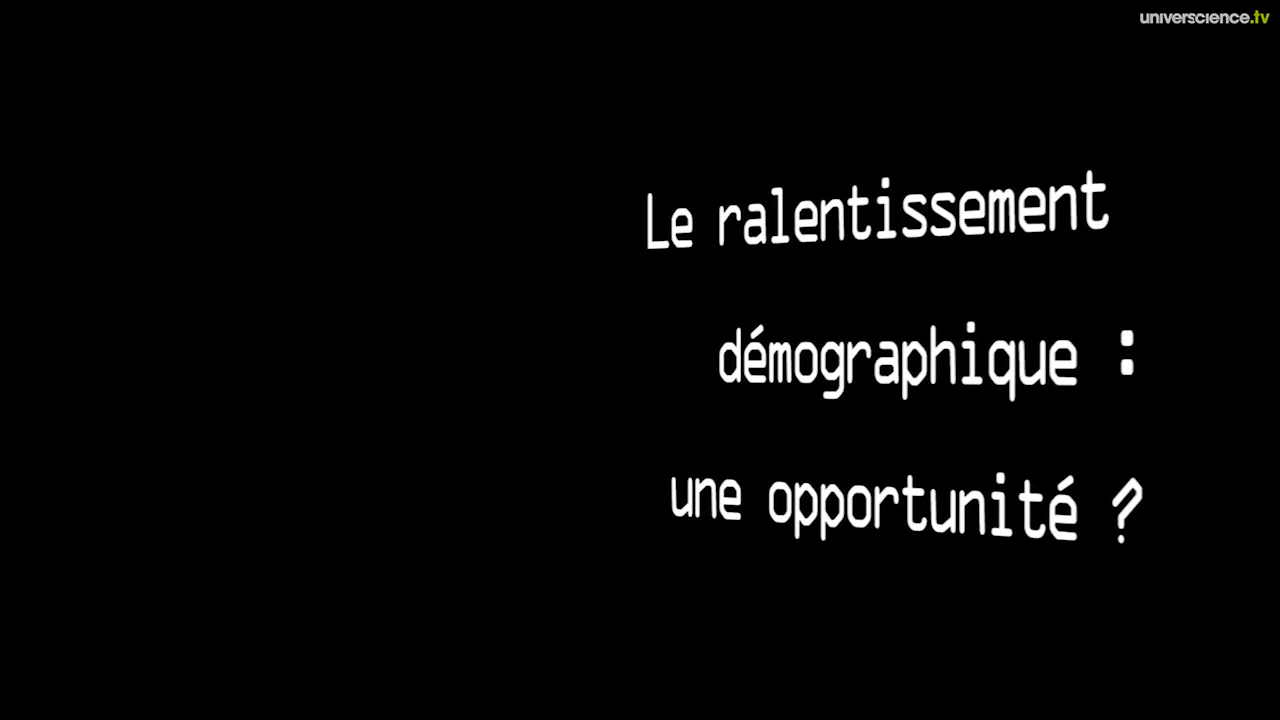 universcience.tv
Le ralentissement
démographique :
une opportunité ?